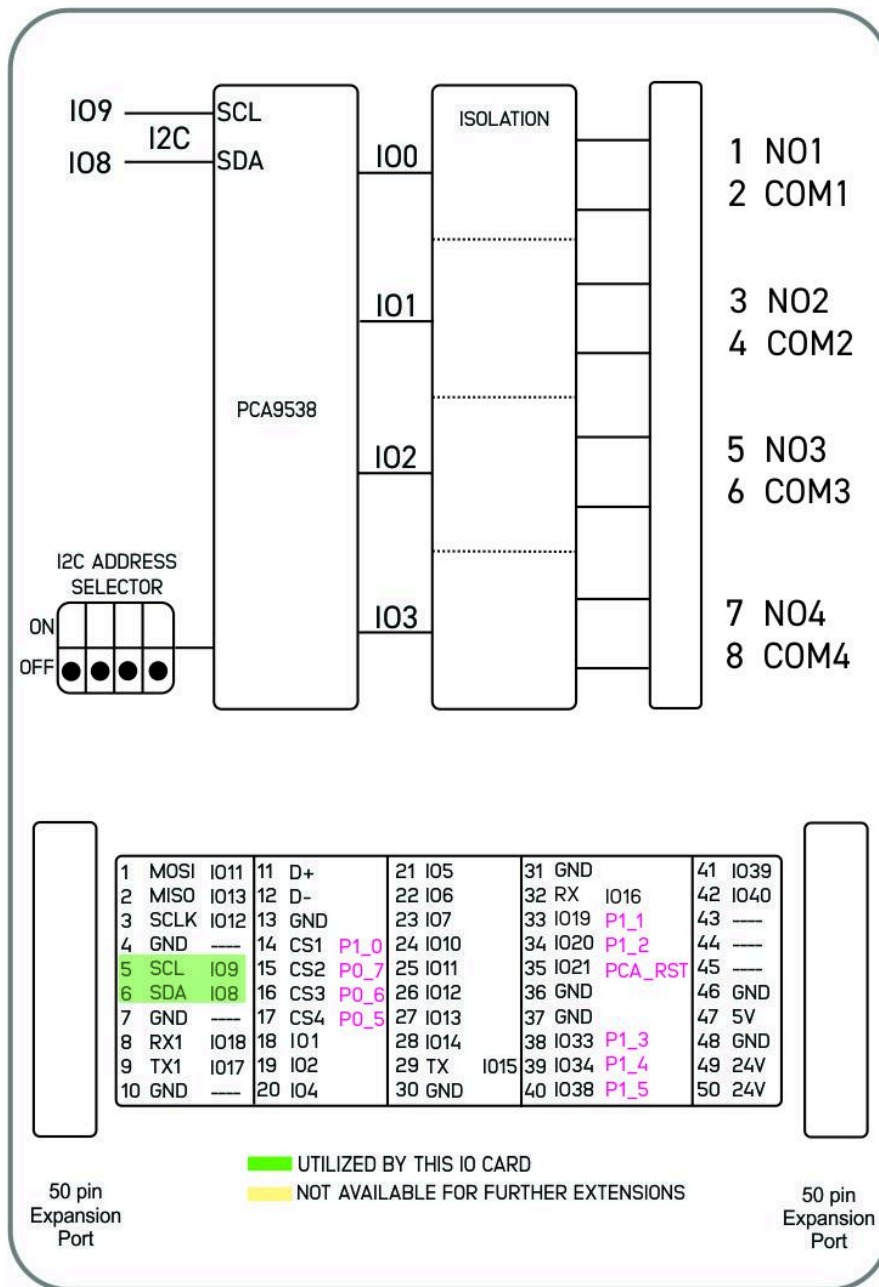 IO9
SCL
I2C
IO8
SDA
ISOLATION
IO0
1 NO1
2 COM1
IO1
3 NO2
4 COM2
PCA9538
IO2
5 NO3
6 COM3
I2C ADDRESS
SELECTOR
ON
OFF
IO3
7 NO4
8 COM4
1 MOSI IO11 11 D+ 21 IO5 31 GND 41 IO39
2 MISO IO13 12 D- 22 IO6 32 RX IO16 42 IO40
3 SCLK IO12 13 GND 23 IO7 33 IO19 P1_1 43 ----
4 GND ---- 14 CS1 P1_0 24 IO10 34 IO20 P1_2 44 ----
5 SCL IO9 15 CS2 P0_7 25 IO11 35 IO21 PCA_RST 45 ----
6 SDA IO8 16 CS3 P0_6 26 IO12 36 GND 46 GND
7 GND ---- 17 CS4 P0_5 27 IO13 37 GND 47 5V
8 RX1 IO18 18 IO1 28 IO14 38 IO33 P1_3 48 GND
9 TX1 IO17 19 IO2 29 TX IO15 39 IO34 P1_4 49 24V
10 GND ---- 20 IO4 30 GND 40 IO38 P1_5 50 24V
UTILIZED BY THIS IO CARD
NOT AVAILABLE FOR FURTHER EXTENSIONS
50 pin
Expansion
Port
50 pin
Expansion
Port